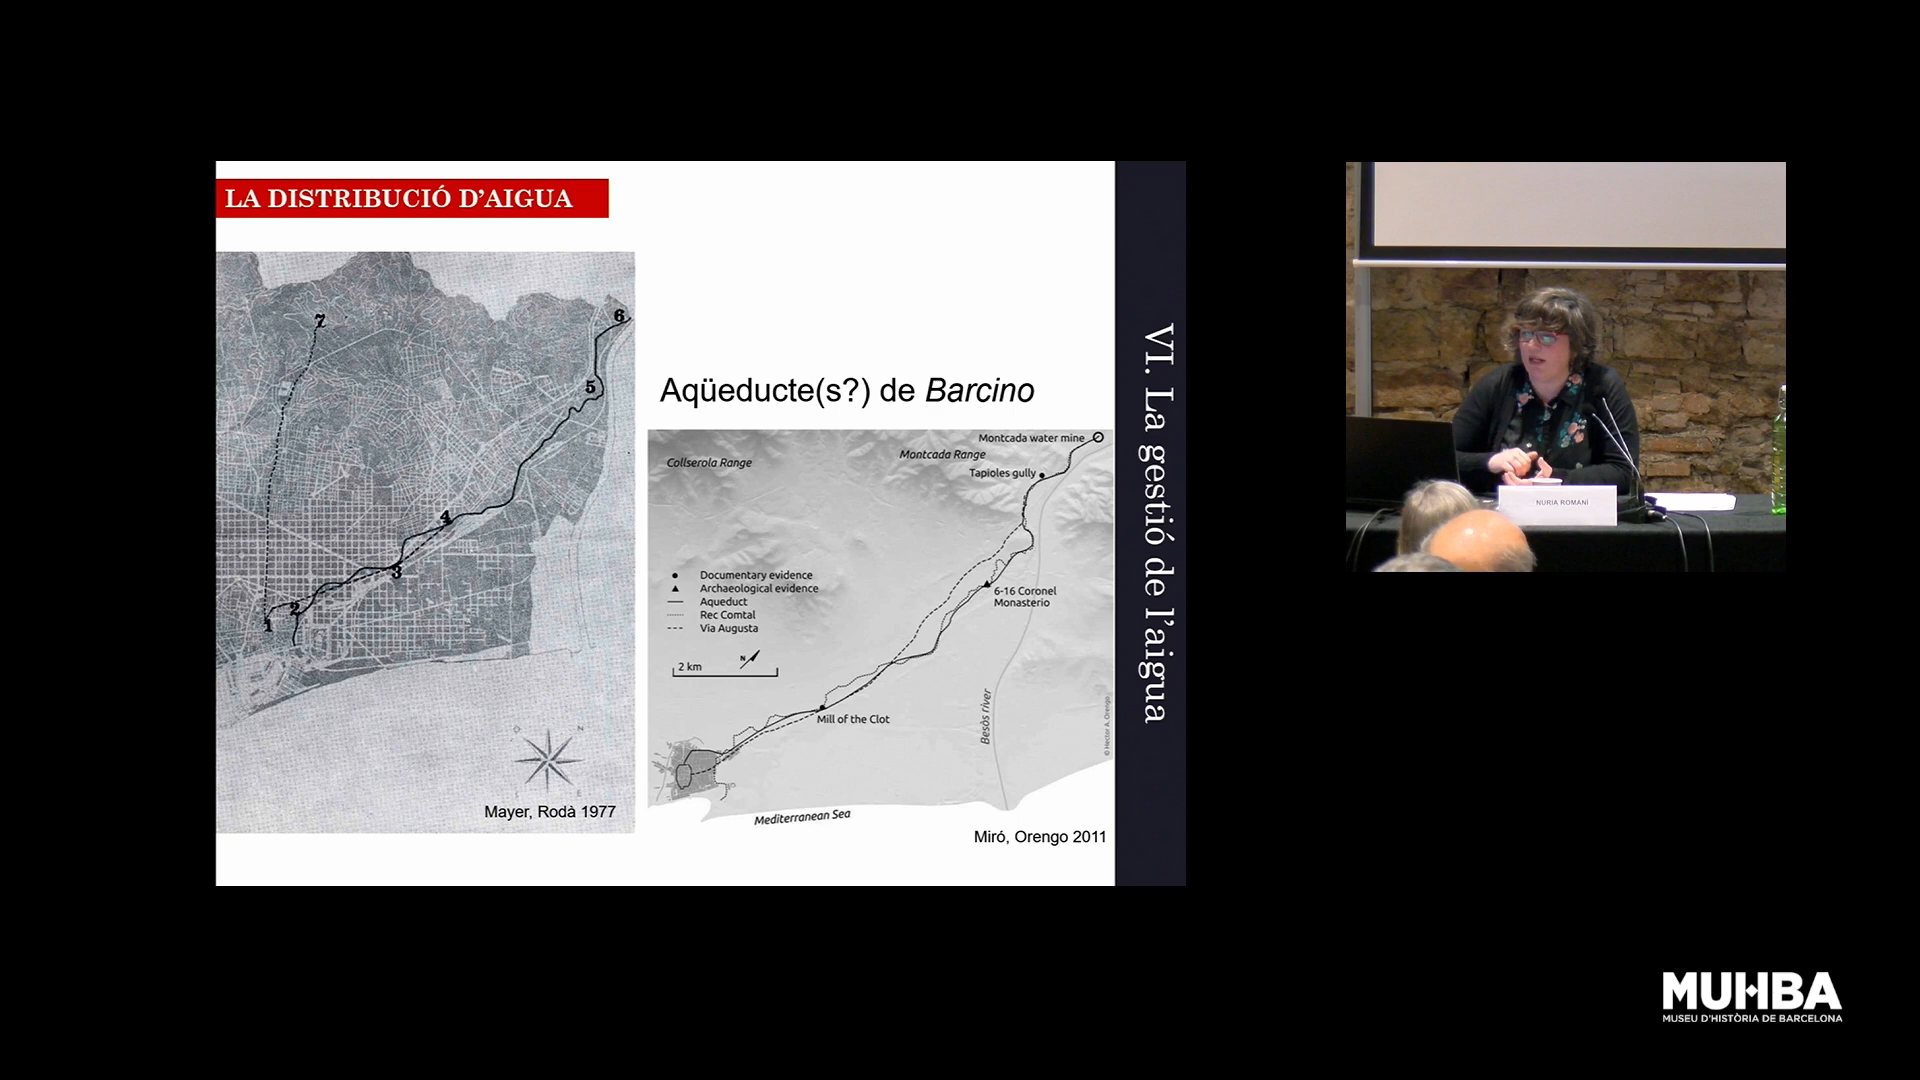 LA DISTRIBUCIÓ D'AIGUA
7
6
5
4
3
2
1
Mayer, Rodà 1977
Aqüeducte(s?) de Barcino
Montcada water mine
Montcada Range
Collserola Range
Tapioles gully
Documentary evidence
Archaeological evidence
Aqueduct
Rec Comtal
Via Augusta
6-16 Coronel
Monasterio
2 km
N
Mill of the Clot
Besòs river
Mediterranean Sea
© Hector A. Orengo
Miró, Orengo 2011
VI. La gestió de l'aigua
NURIA ROMANÍ
MUHBA
MUSEU D'HISTÒRIA DE BARCELONA